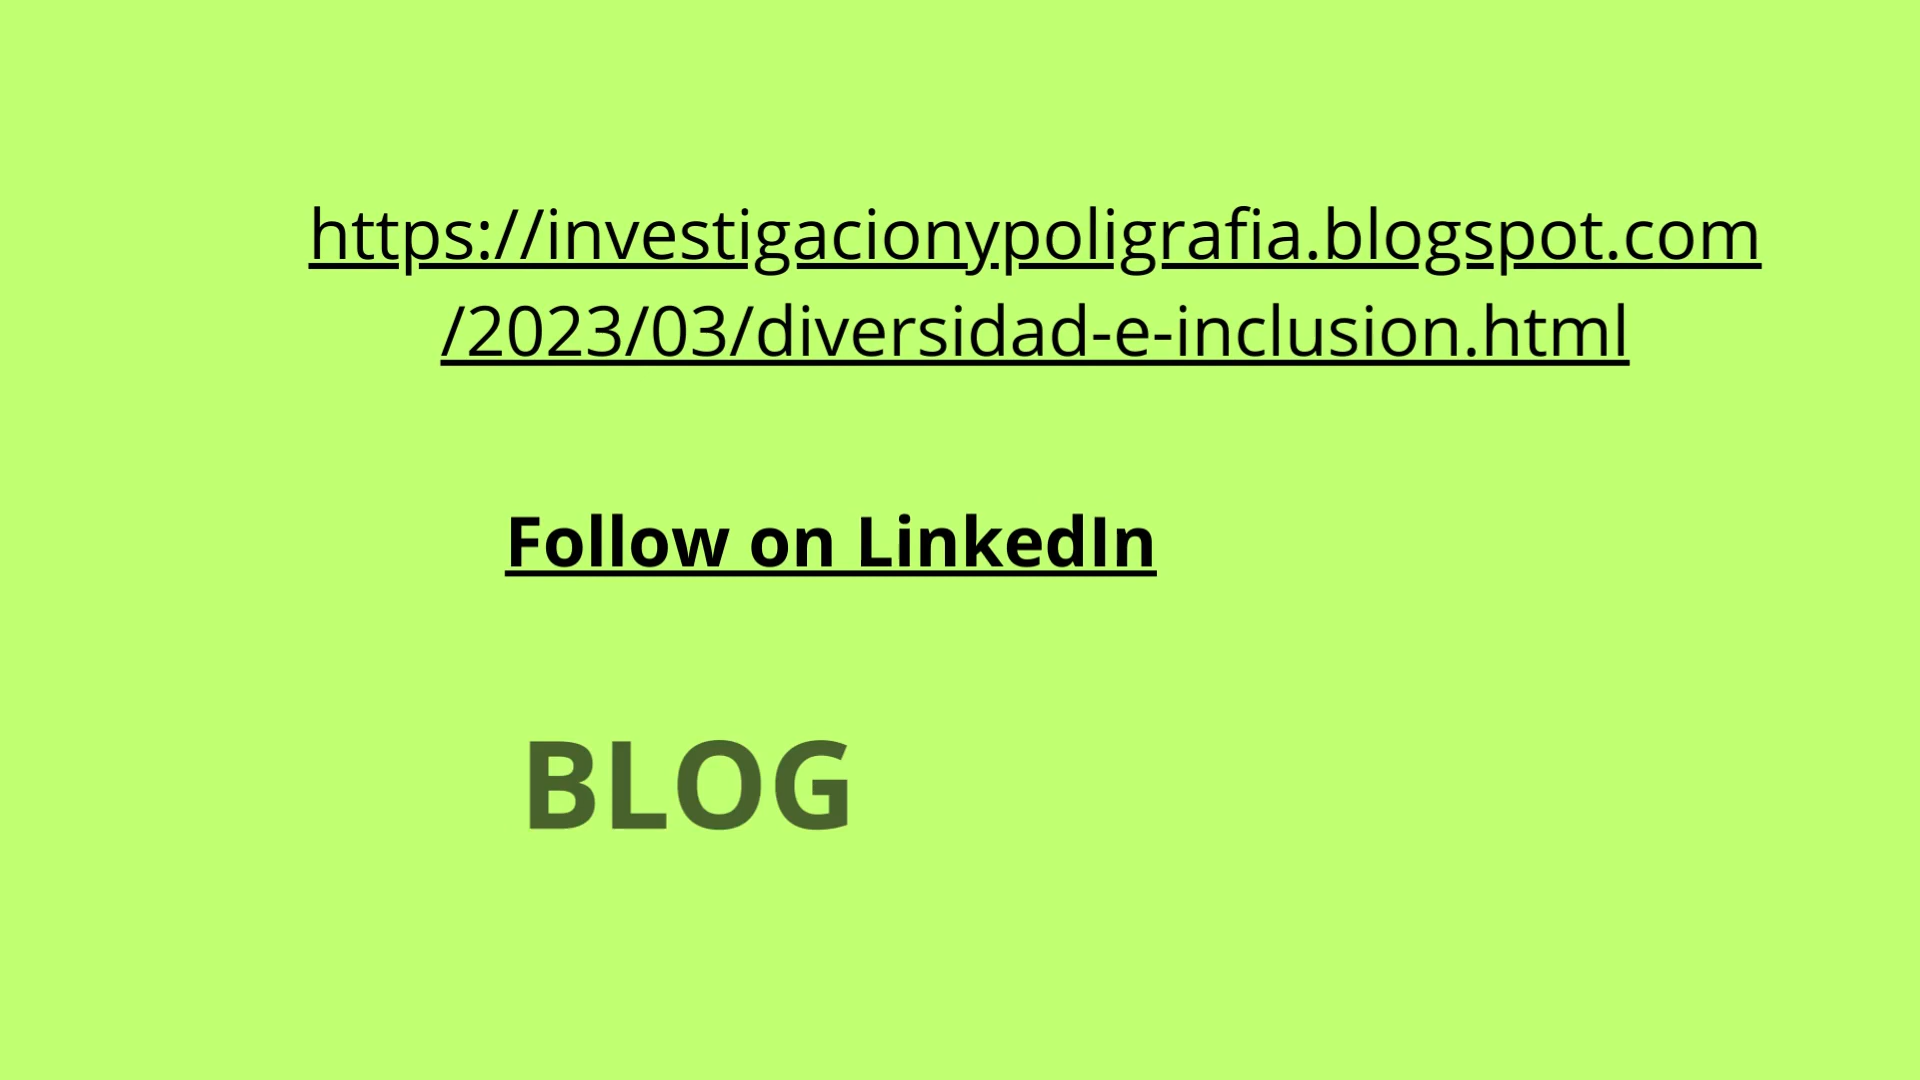 https://investigacionypoligrafia.blogspot.com
/2023/03/diversidad-e-inclusion.html
Follow on LinkedIn
BLOG